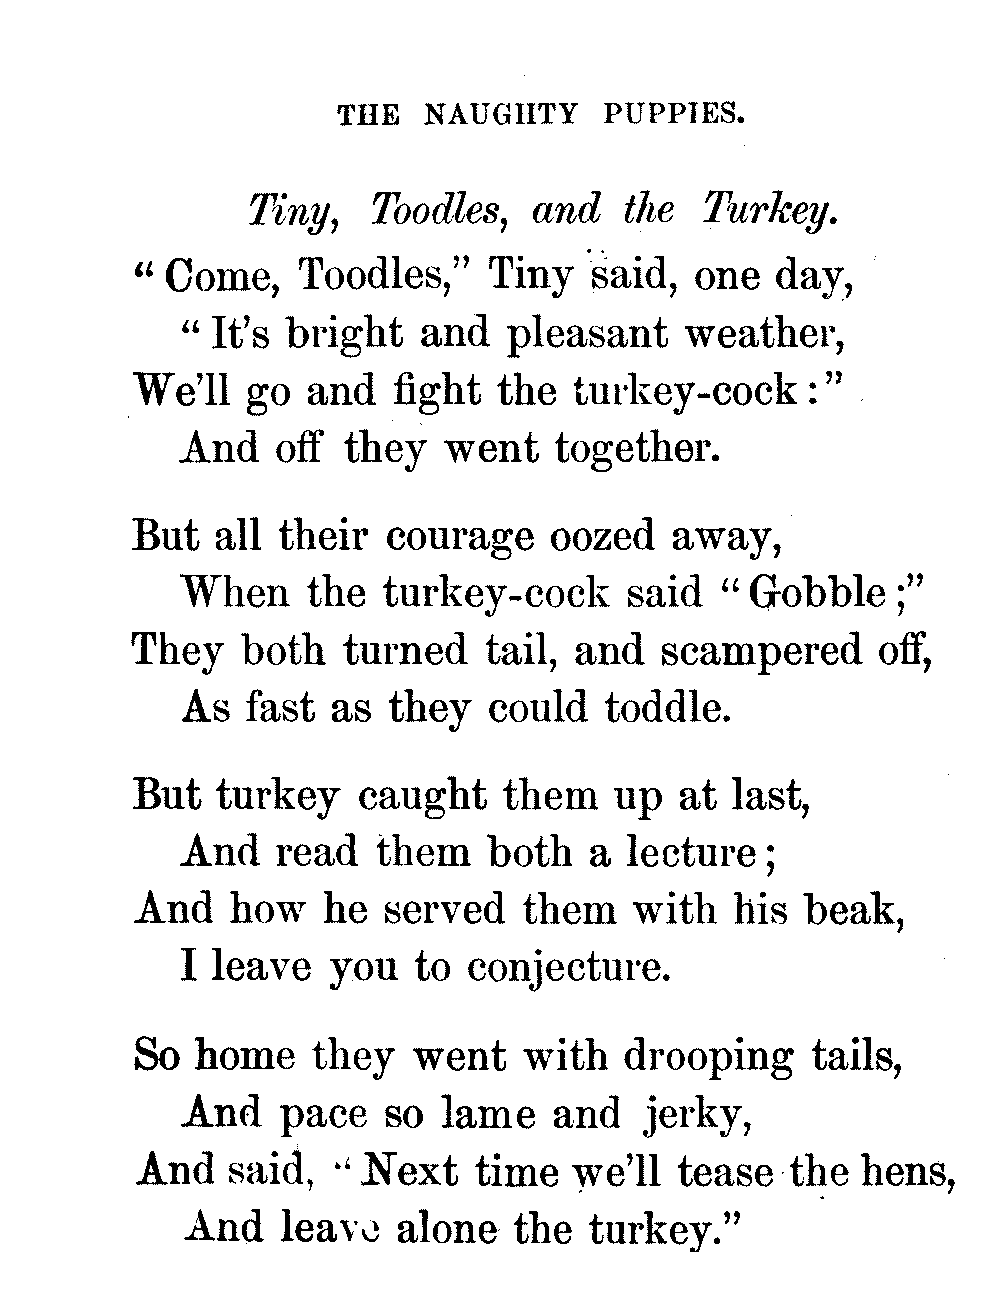 THE NAUGHTY PUPPIES.
Tiny, Toodles, and the Turkey.
“Come, Toodles,” Tiny said, one day,
“It's bright and pleasant weather,
We'll go and fight the turkey-cock:”
And off they went together.
But all their courage oozed away,
When the turkey-cock said “Gobble;”
They both turned tail, and scampered off,
As fast as they could toddle.
But turkey caught them up at last,
And read them both a lecture;
And how he served them with his beak,
I leave you to conjecture.
So home they went with drooping tails,
And pace so lame and jerky,
And said, “Next time we'll tease the hens,
And leave alone the turkey.”